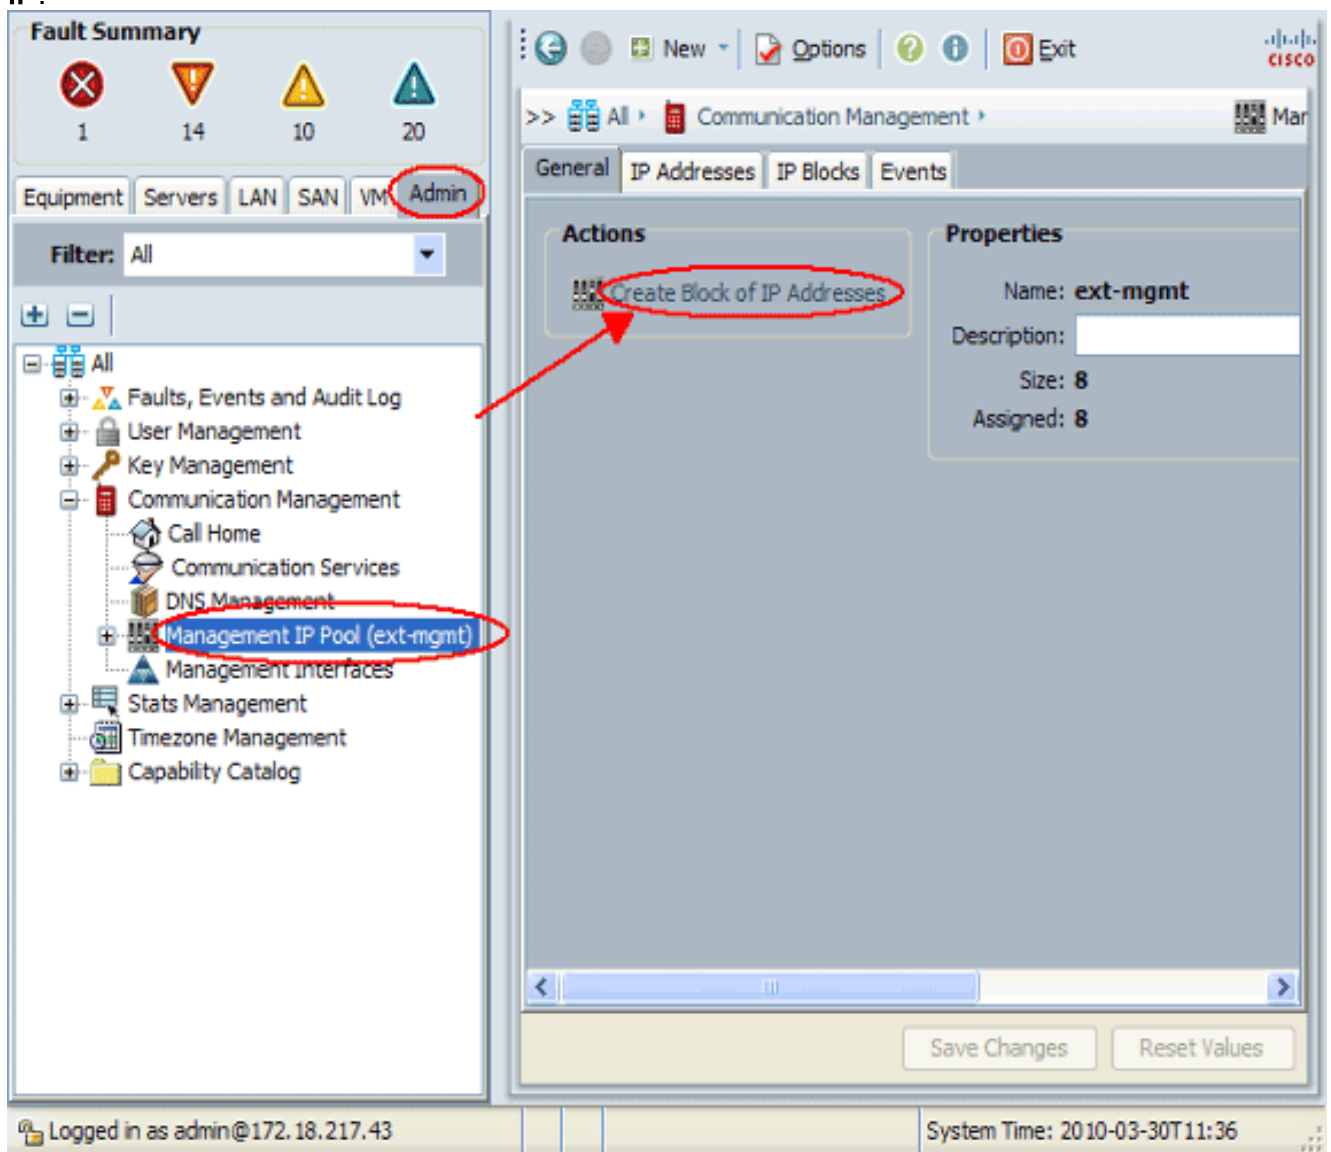 Fault Summary
1 14 10 20
Equipment Servers LAN SAN VM Admin
Filter: All
All
Faults, Events and Audit Log
User Management
Key Management
Communication Management
Call Home
Communication Services
DNS Management
Management IP Pool (ext-mgmt)
Management Interfaces
Stats Management
Timezone Management
Capability Catalog
New Options Exit
CISCO
>> All Communication Management Mar
General IP Addresses IP Blocks Events
Actions
Create Block of IP Addresses
Properties
Name: ext-mgmt
Description:
Size: 8
Assigned: 8
Save Changes Reset Values
Logged in as admin@172.18.217.43
System Time: 2010-03-30T11:36